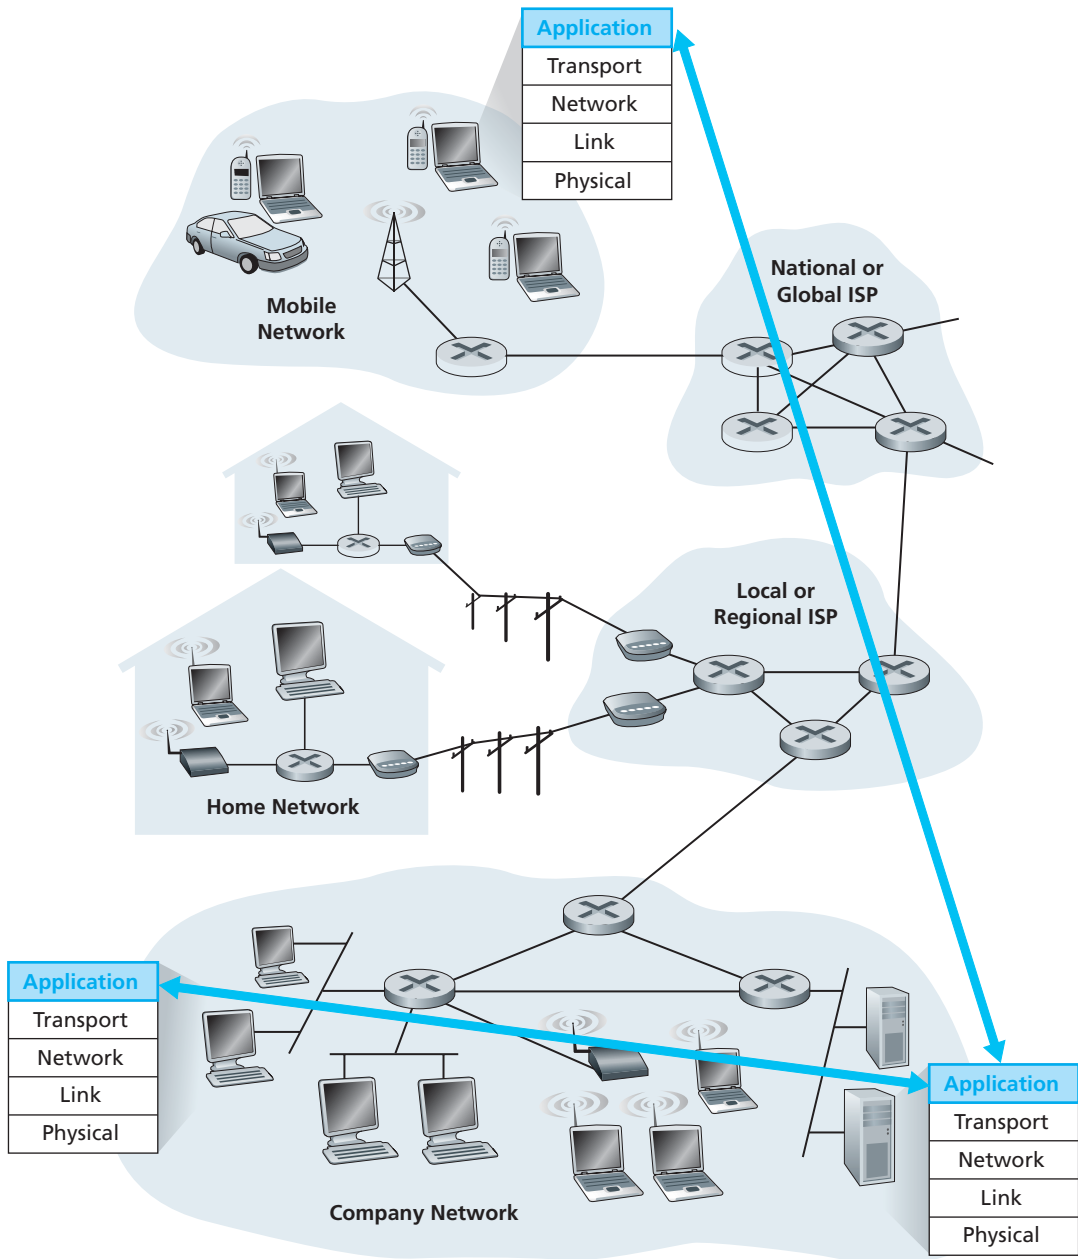 Application
Transport
Network
Link
Physical
National or
Global ISP
Mobile
Network
Local or
Regional ISP
Home Network
Application
Transport
Network
Link
Physical
Application
Transport
Network
Link
Physical
Company Network